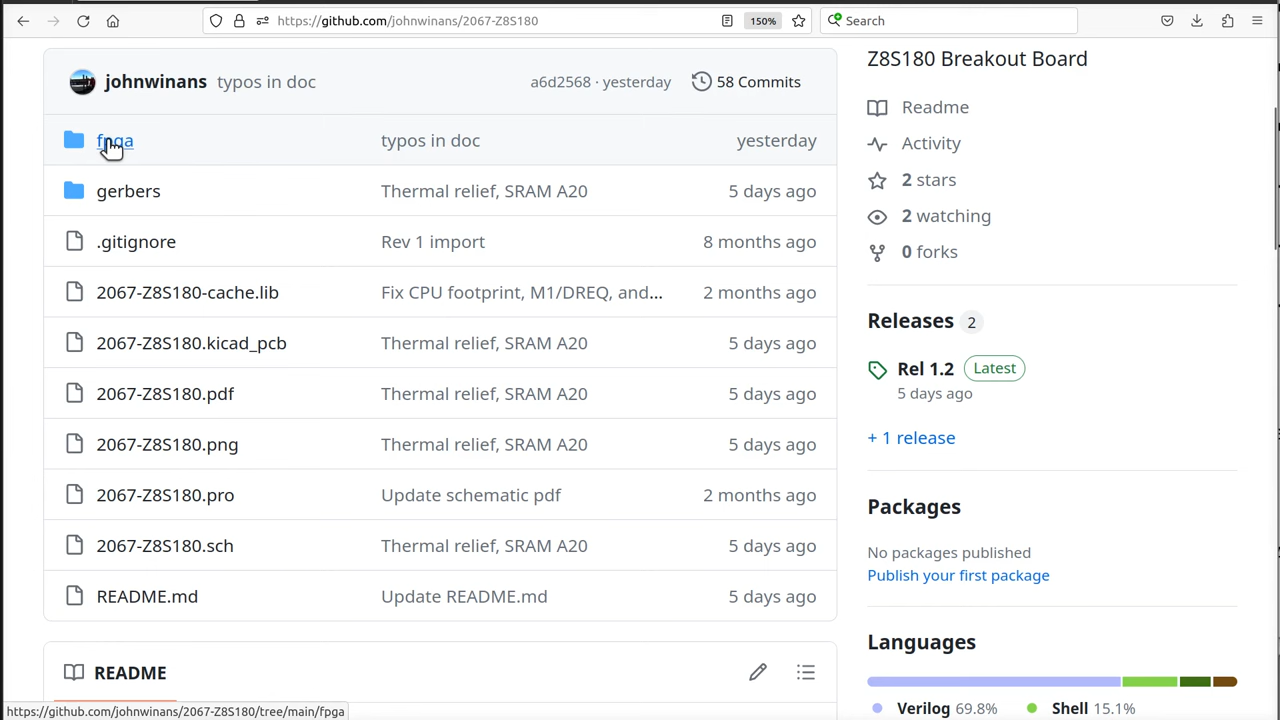 https://github.com/johnwinans/2067-Z8S180
150%
Search
johnwinans typos in doc a6d2568 · yesterday 58 Commits
fpga typos in doc yesterday
gerbers Thermal relief, SRAM A20 5 days ago
.gitignore Rev 1 import 8 months ago
2067-Z8S180-cache.lib Fix CPU footprint, M1/DREQ, and... 2 months ago
2067-Z8S180.kicad_pcb Thermal relief, SRAM A20 5 days ago
2067-Z8S180.pdf Thermal relief, SRAM A20 5 days ago
2067-Z8S180.png Thermal relief, SRAM A20 5 days ago
2067-Z8S180.pro Update schematic pdf 2 months ago
2067-Z8S180.sch Thermal relief, SRAM A20 5 days ago
README.md Update README.md 5 days ago
README
Z8S180 Breakout Board
Readme
Activity
2 stars
2 watching
0 forks
Releases 2
Rel 1.2 Latest
5 days ago
+ 1 release
Packages
No packages published
Publish your first package
Languages
Verilog 69.8% Shell 15.1%
https://github.com/johnwinans/2067-Z8S180/tree/main/fpga